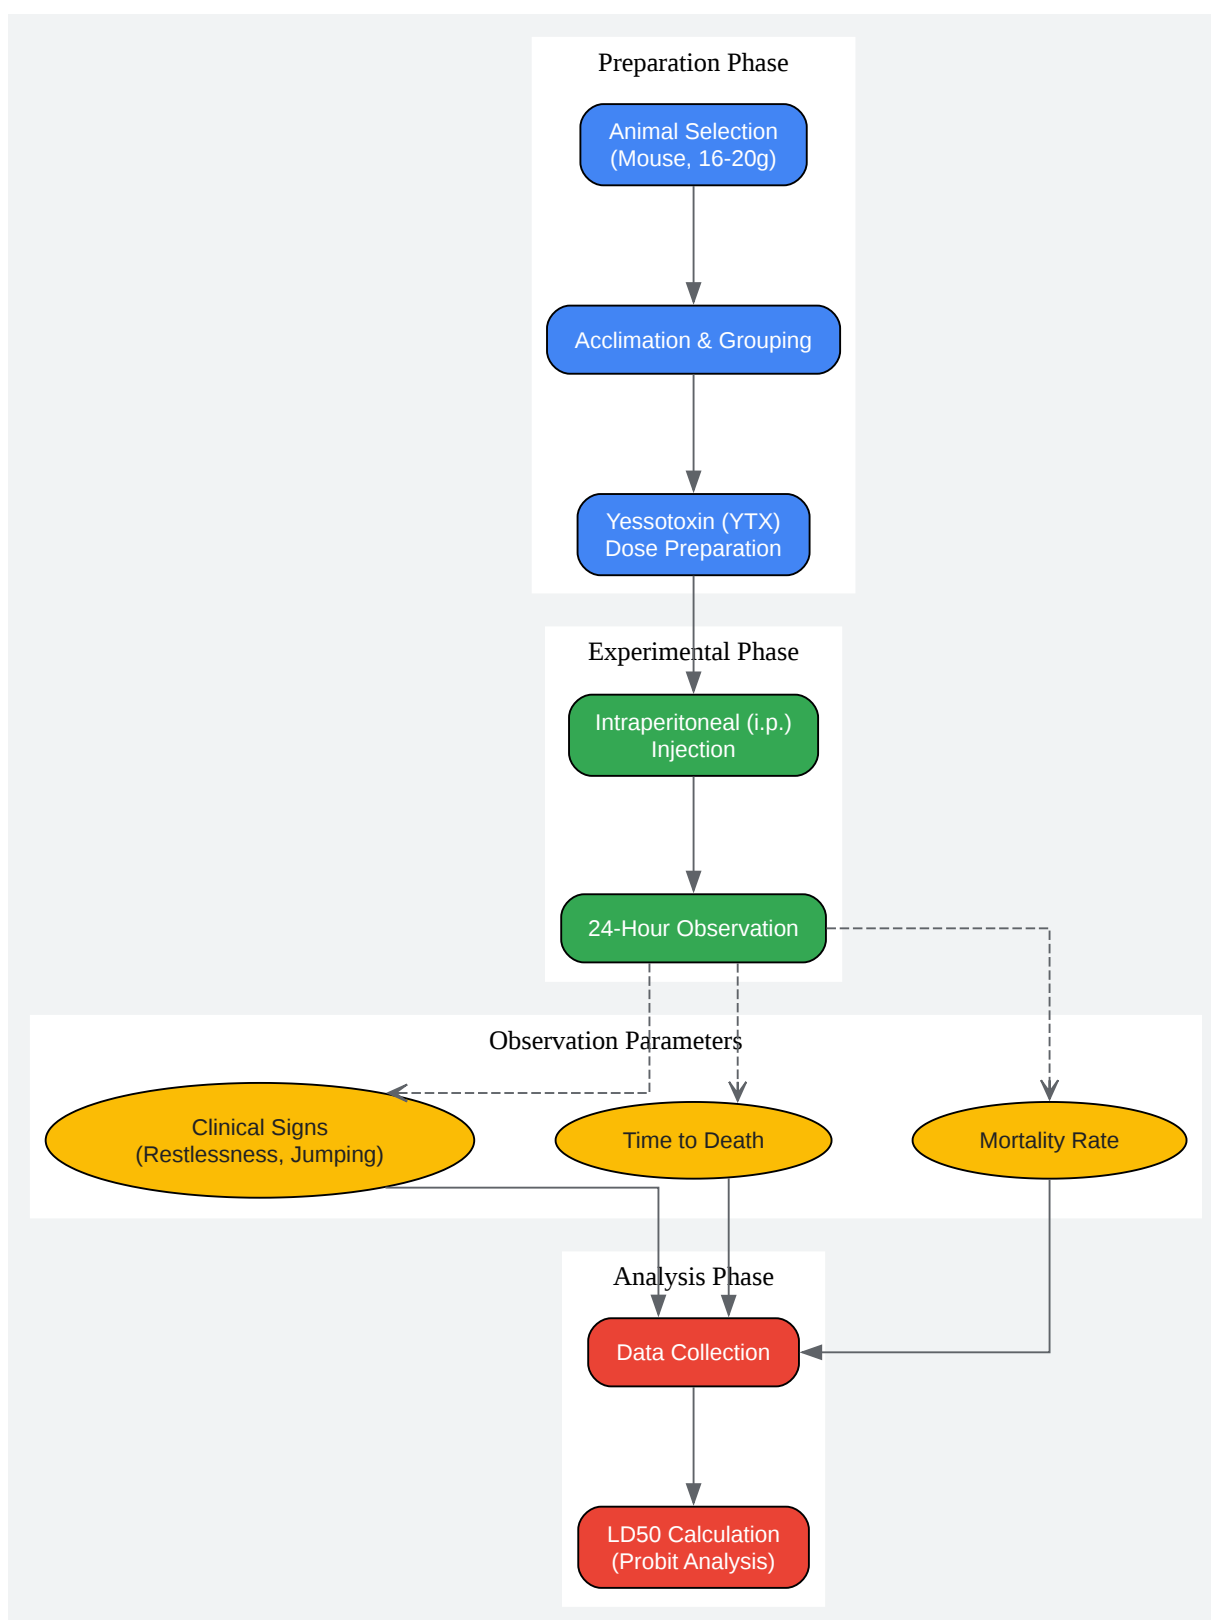 Preparation Phase
Animal Selection
(Mouse, 16-20g)
Acclimation & Grouping
Yessotoxin (YTX)
Dose Preparation
Experimental Phase
Intraperitoneal (i.p.)
Injection
24-Hour Observation
Observation Parameters
Clinical Signs
(Restlessness, Jumping)
Time to Death
Mortality Rate
Analysis Phase
Data Collection
LD50 Calculation
(Probit Analysis)